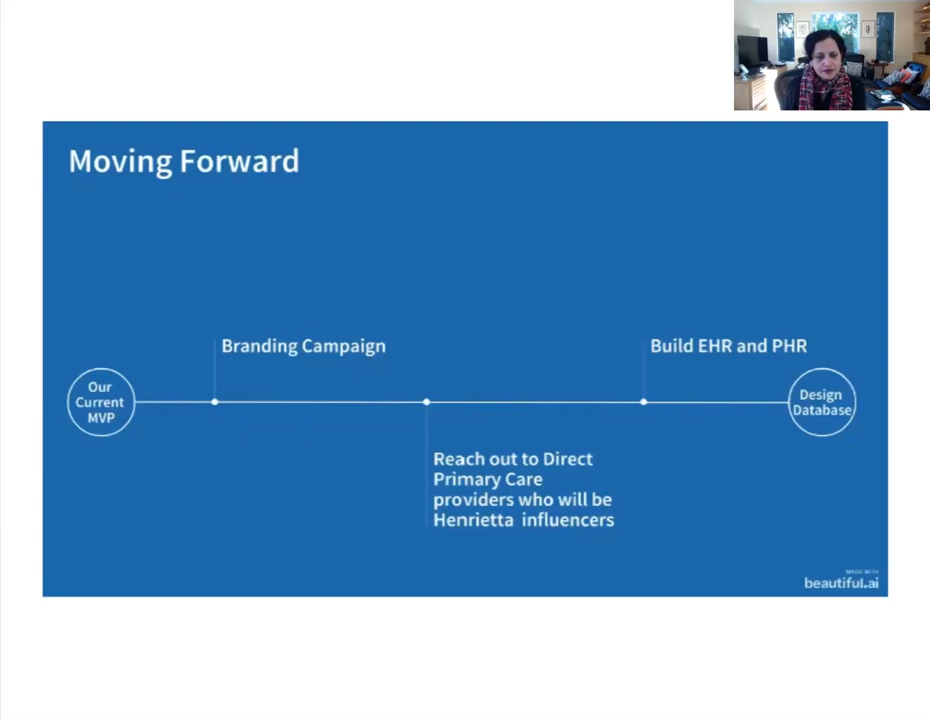 Moving Forward
Branding Campaign
Build EHR and PHR
Our
Current
MVP
Design
Database
Reach out to Direct
Primary Care
providers who will be
Henrietta influencers
MADE WITH
beautiful.ai